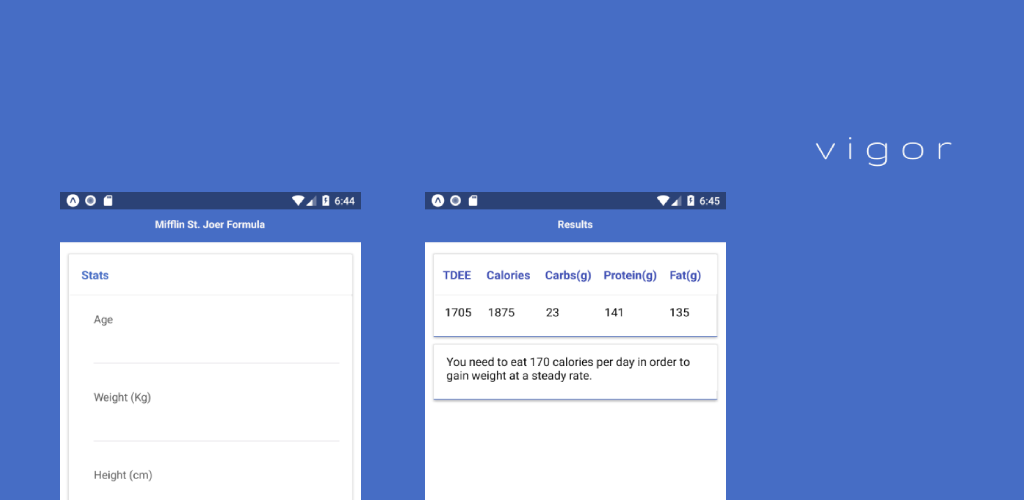 vigor
6:44
Mifflin St. Joer Formula
Stats
Age
Weight (Kg)
Height (cm)
6:45
Results
TDEE Calories Carbs(g) Protein(g) Fat(g)
1705 1875 23 141 135
You need to eat 170 calories per day in order to
gain weight at a steady rate.